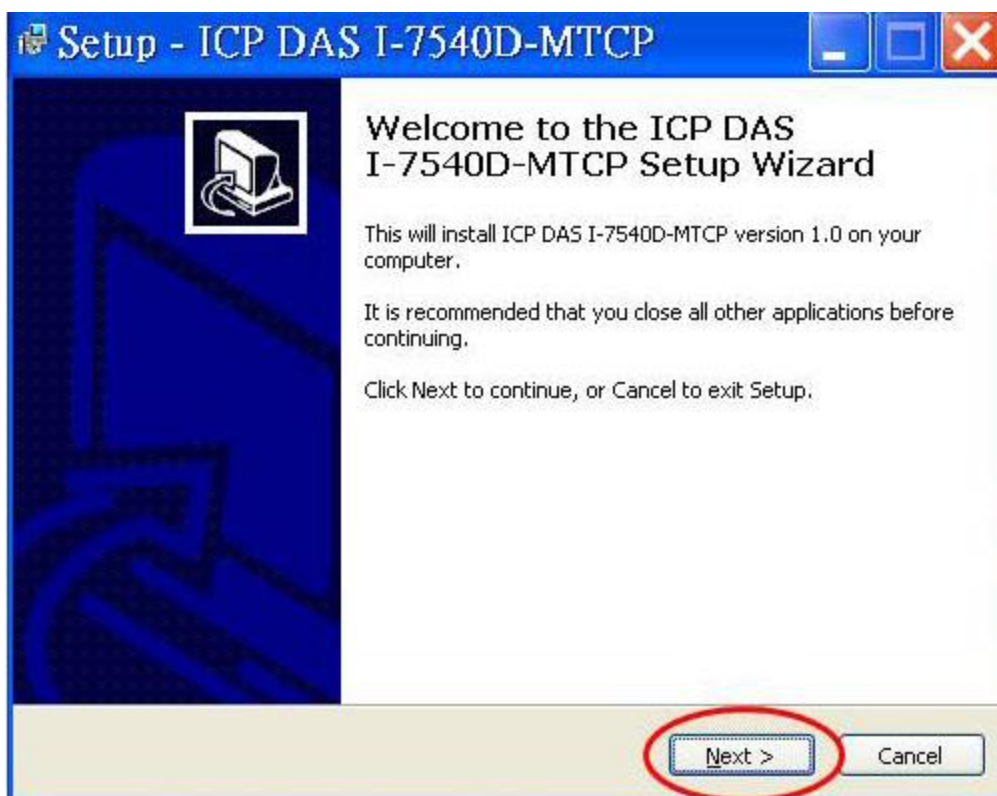 Setup - ICP DAS I-7540D-MTCP
Welcome to the ICP DAS
I-7540D-MTCP Setup Wizard
This will install ICP DAS I-7540D-MTCP version 1.0 on your
computer.
It is recommended that you close all other applications before
continuing.
Click Next to continue, or Cancel to exit Setup.
Next >
Cancel